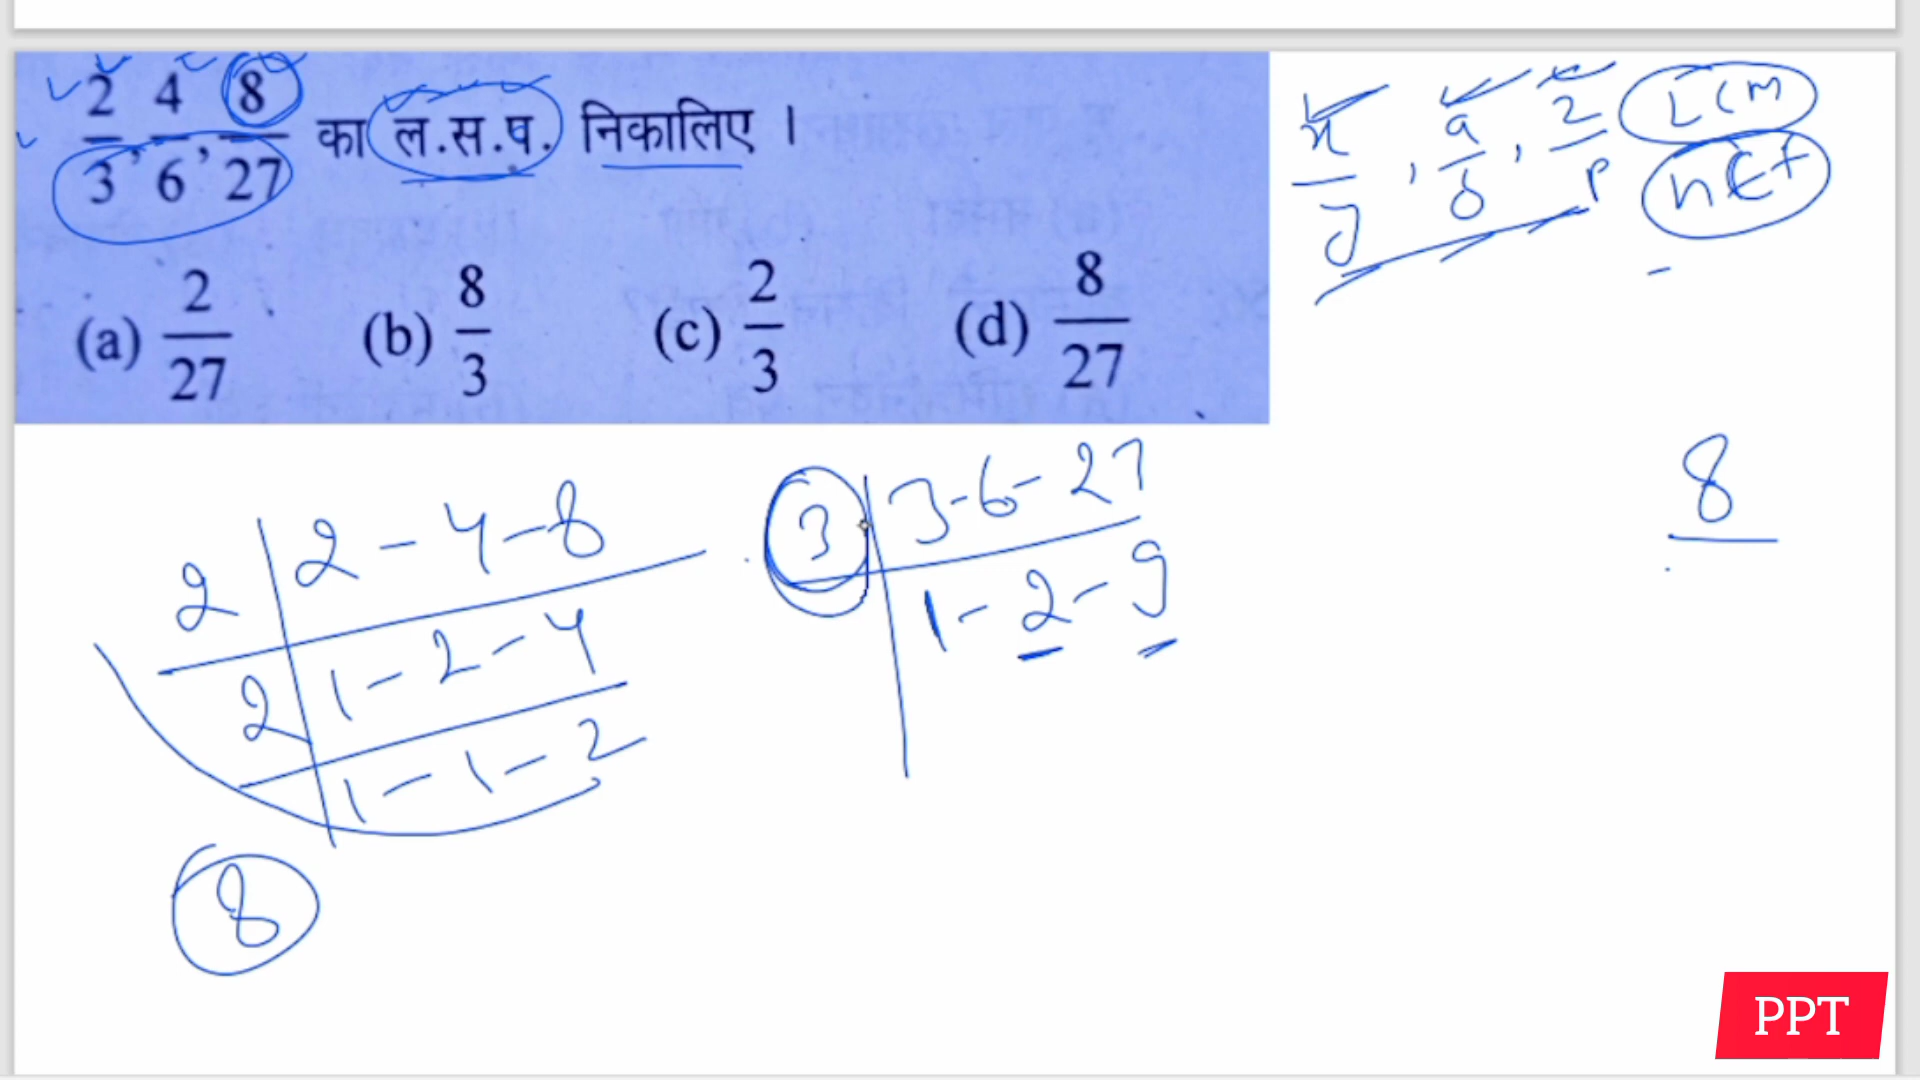 2/3, 4/6, 8/27 का ल.स.प. निकालिए ।
(a) 2/27 (b) 8/3 (c) 2/3 (d) 8/27
LCM
HCF
8
2 | 2 - 4 - 8
2 | 1 - 2 - 4
1 - 1 - 2
8
3 | 3 - 6 - 27
1 - 2 - 9
PPT